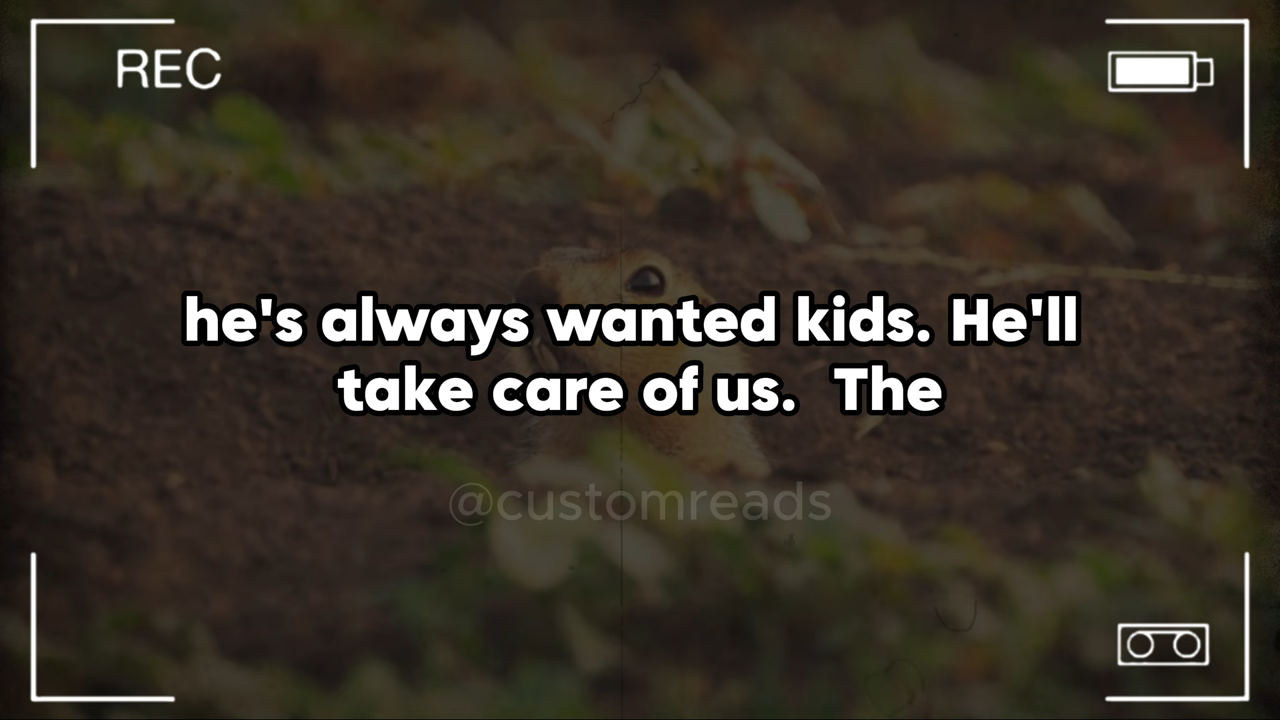 REC
he's always wanted kids. He'll
take care of us. The
@customreads